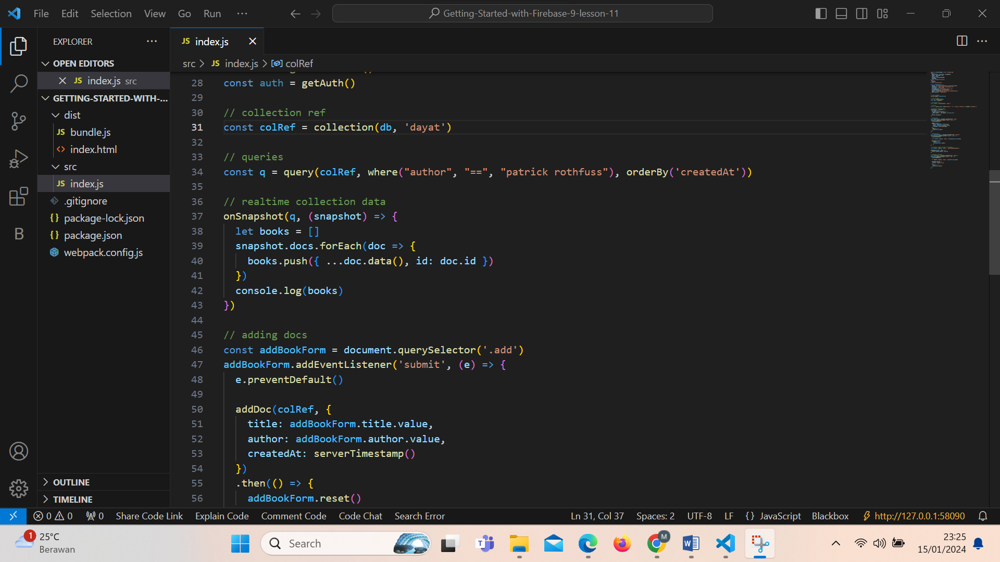 File Edit Selection View Go Run ··· Getting-Started-with-Firebase-9-lesson-11
EXPLORER ···
OPEN EDITORS
JS index.js src
GETTING-STARTED-WITH-...
dist
JS bundle.js
<> index.html
src
JS index.js
.gitignore
{} package-lock.json
{} package.json
webpack.config.js
B
OUTLINE
TIMELINE
JS index.js
src > JS index.js > colRef
28 const auth = getAuth()
29
30 // collection ref
31 const colRef = collection(db, 'dayat')
32
33 // queries
34 const q = query(colRef, where("author", "==", "patrick rothfuss"), orderBy('createdAt'))
35
36 // realtime collection data
37 onSnapshot(q, (snapshot) => {
38 let books = []
39 snapshot.docs.forEach(doc => {
40 books.push({ ...doc.data(), id: doc.id })
41 })
42 console.log(books)
43 })
44
45 // adding docs
46 const addBookForm = document.querySelector('.add')
47 addBookForm.addEventListener('submit', (e) => {
48 e.preventDefault()
49
50 addDoc(colRef, {
51 title: addBookForm.title.value,
52 author: addBookForm.author.value,
53 createdAt: serverTimestamp()
54 })
55 .then(() => {
56 addBookForm.reset()
0 0 0 Share Code Link Explain Code Comment Code Code Chat Search Error Ln 31, Col 37 Spaces: 2 UTF-8 LF {} JavaScript Blackbox http://127.0.0.1:58090
1 25°C
Berawan
Search
T
M
W
23:25
15/01/2024